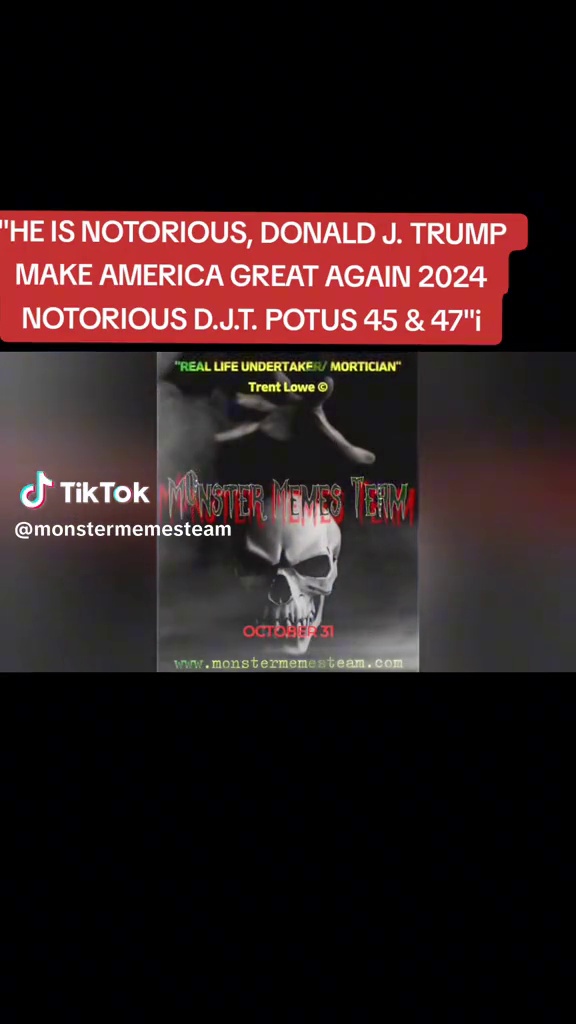 "HE IS NOTORIOUS, DONALD J. TRUMP
MAKE AMERICA GREAT AGAIN 2024
NOTORIOUS D.J.T. POTUS 45 & 47"i
"REAL LIFE UNDERTAKER/ MORTICIAN"
Trent Lowe ©
TikTok
MUNSTER MEMES TEAM
@monstermemesteam
OCTOBER 31
www.monstermemesteam.com